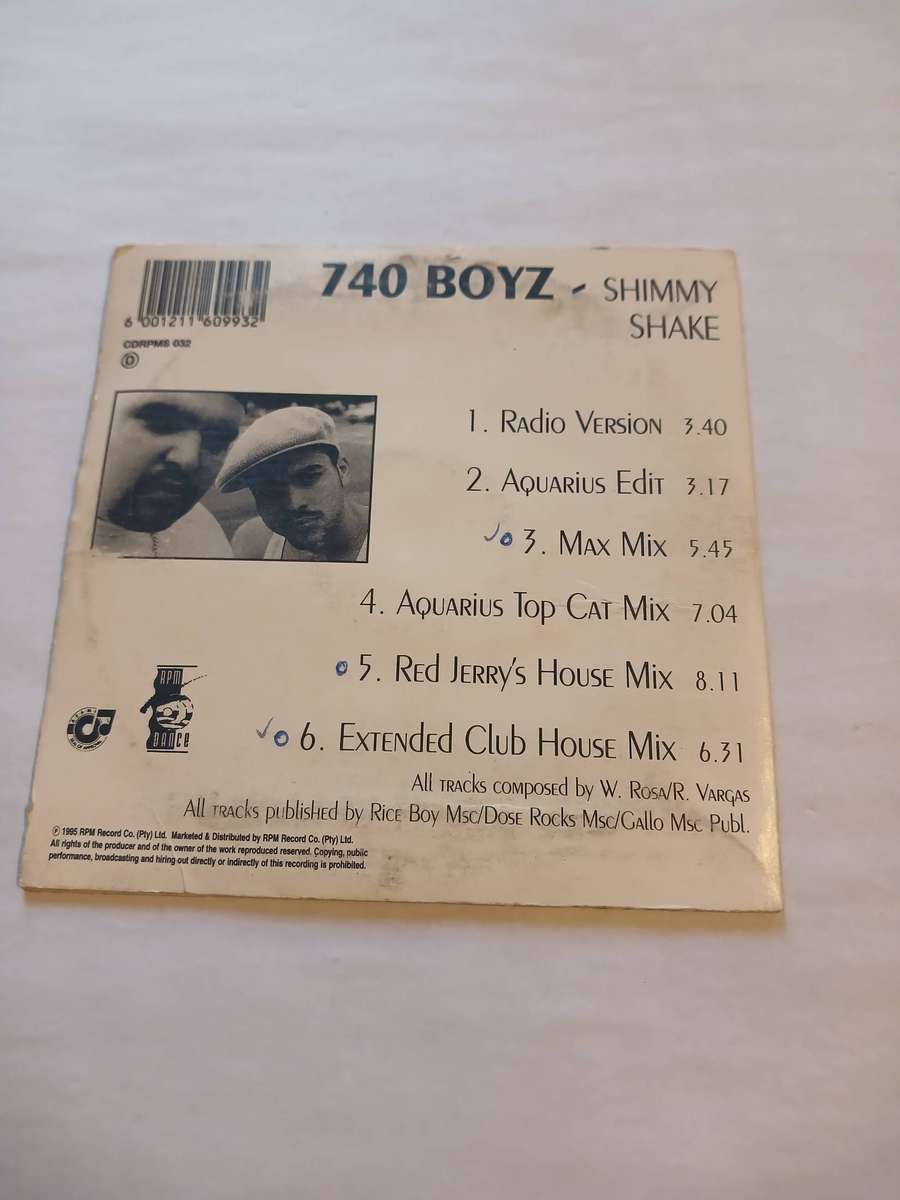 740 BOYZ - SHIMMY
SHAKE
6 001211 609932
CDRPMS 032
D
1. Radio Version 3.40
2. Aquarius Edit 3.17
3. Max Mix 5.45
4. Aquarius Top Cat Mix 7.04
5. Red Jerry's House Mix 8.11
6. Extended Club House Mix 6.31
RPM
DANCE
All tracks composed by W. Rosa/R. Vargas
All tracks published by Rice Boy Msc/Dose Rocks Msc/Gallo Msc Publ.
℗ 1995 RPM Record Co. (Pty) Ltd. Marketed & Distributed by RPM Record Co. (Pty) Ltd.
All rights of the producer and of the owner of the work reproduced reserved. Copying, public
performance, broadcasting and hiring out directly or indirectly of this recording is prohibited.